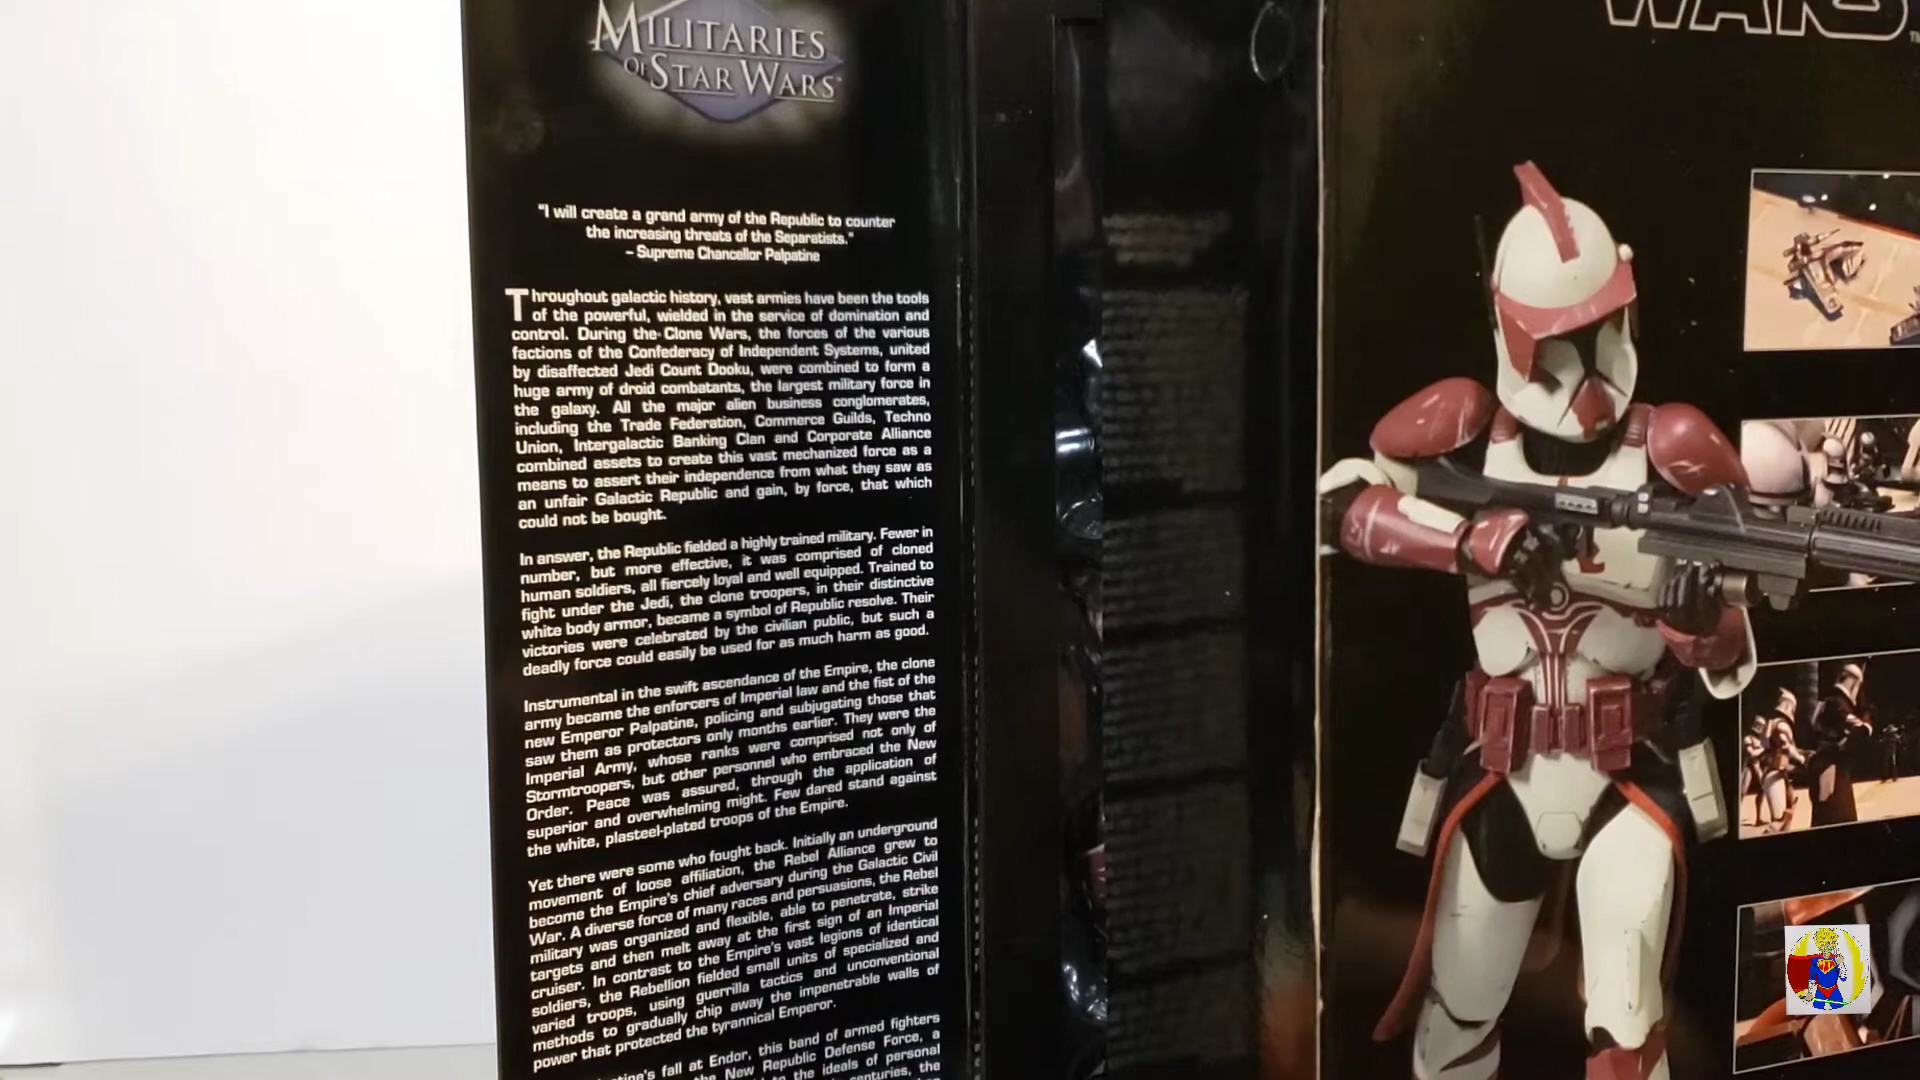 MILITARIES
OF STAR WARS
WARS
"I will create a grand army of the Republic to counter
the increasing threats of the Separatists."
– Supreme Chancellor Palpatine
Throughout galactic history, vast armies have been the tools
of the powerful, wielded in the service of domination and
control. During the Clone Wars, the forces of the various
factions of the Confederacy of Independent Systems, united
by disaffected Jedi Count Dooku, were combined to form a
huge army of droid combatants, the largest military force in
the galaxy. All the major alien business conglomerates,
including the Trade Federation, Commerce Guilds, Techno
Union, Intergalactic Banking Clan and Corporate Alliance
combined assets to create this vast mechanized force as a
means to assert their independence from what they saw as
an unfair Galactic Republic and gain, by force, that which
could not be bought.
In answer, the Republic fielded a highly trained military. Fewer in
number, but more effective, it was comprised of cloned
human soldiers, all fiercely loyal and well equipped. Trained to
fight under the Jedi, the clone troopers, in their distinctive
white body armor, became a symbol of Republic resolve. Their
victories were celebrated by the civilian public, but such a
deadly force could easily be used for as much harm as good.
Instrumental in the swift ascendance of the Empire, the clone
army became the enforcers of Imperial law and the fist of the
new Emperor Palpatine, policing and subjugating those that
saw them as protectors only months earlier. They were the
Imperial Army, whose ranks were comprised not only of
Stormtroopers, but other personnel who embraced the New
Order. Peace was assured, through the application of
superior and overwhelming might. Few dared stand against
the white, plasteel-plated troops of the Empire.
Yet there were some who fought back. Initially an underground
movement of loose affiliation, the Rebel Alliance grew to
become the Empire's chief adversary during the Galactic Civil
War. A diverse force of many races and persuasions, the Rebel
military was organized and flexible, able to penetrate, strike
targets and then melt away at the first sign of an Imperial
cruiser. In contrast to the Empire's vast legions of identical
soldiers, the Rebellion fielded small units of specialized and
varied troops, using guerrilla tactics and unconventional
methods to gradually chip away the impenetrable walls of
power that protected the tyrannical Emperor.
fall at Endor, this band of armed fighters
New Republic Defense Force, a
to the ideals of personal
centuries, the